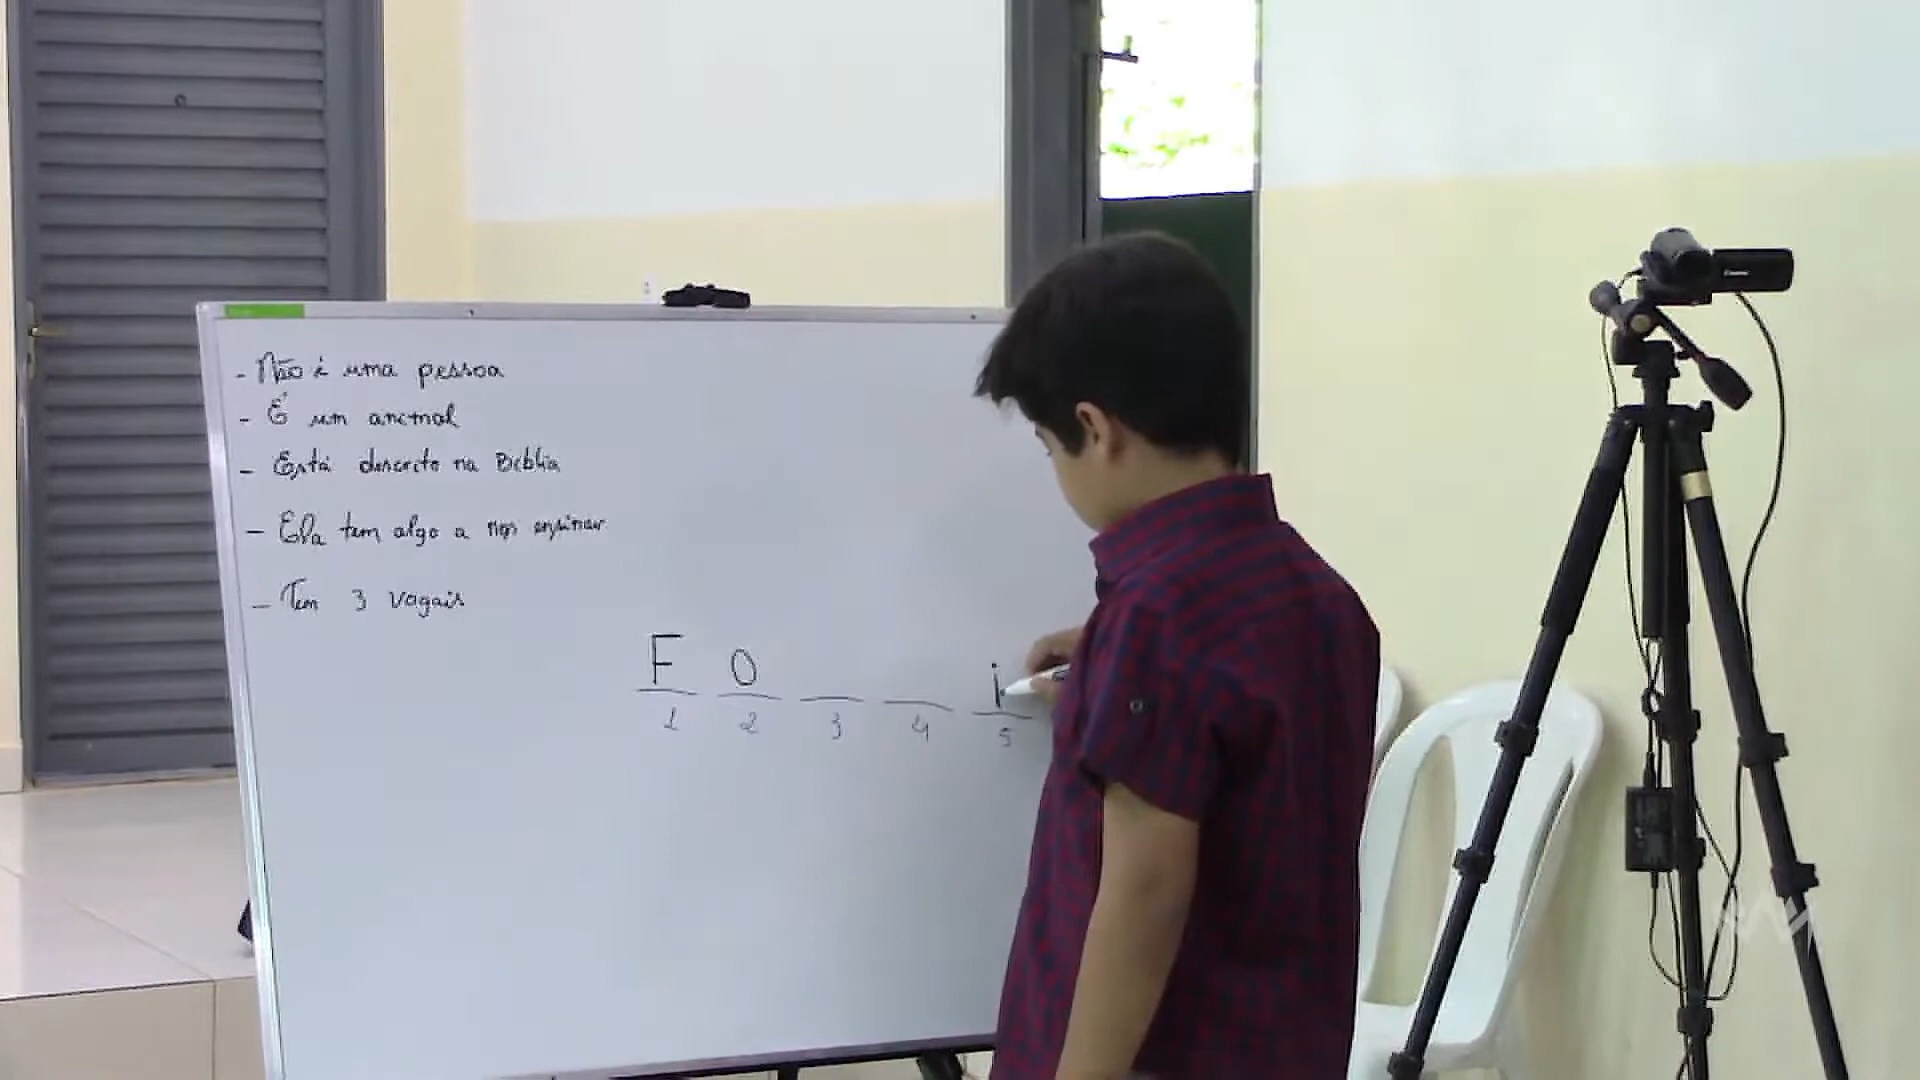 - Não é uma pessoa
- É um animal
- Está descrito na Bíblia
- Ela tem algo a nos ensinar
- Tem 3 vogais
F O i
1 2 3 4 5
Canon